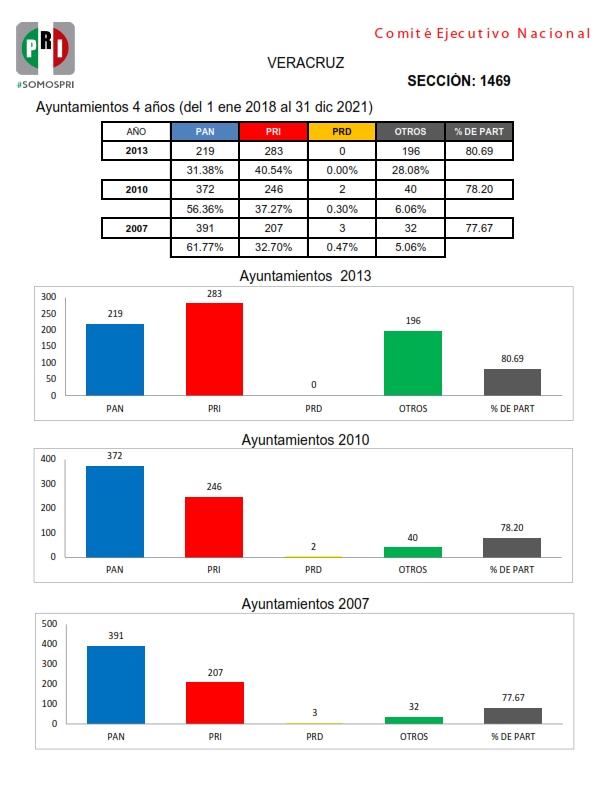 Comité Ejecutivo Nacional
PRI
#SOMOSPRI
VERACRUZ
SECCIÓN: 1469
Ayuntamientos 4 años (del 1 ene 2018 al 31 dic 2021)
AÑO PAN PRI PRD OTROS % DE PART
2013 219 283 0 196 80.69
31.38% 40.54% 0.00% 28.08%
2010 372 246 2 40 78.20
56.36% 37.27% 0.30% 6.06%
2007 391 207 3 32 77.67
61.77% 32.70% 0.47% 5.06%
Ayuntamientos 2013
300
250
200
150
100
50
0
219 283 0 196 80.69
PAN PRI PRD OTROS % DE PART
Ayuntamientos 2010
400
300
200
100
0
372 246 2 40 78.20
PAN PRI PRD OTROS % DE PART
Ayuntamientos 2007
500
400
300
200
100
0
391 207 3 32 77.67
PAN PRI PRD OTROS % DE PART